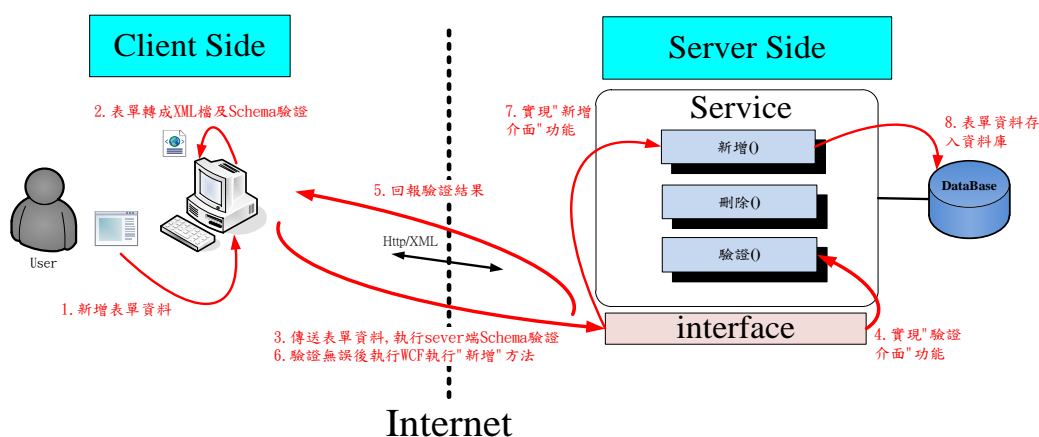 Client Side
Server Side
2.表單轉成XML檔及Schema驗證
7.實現"新增
介面"功能
Service
新增()
8.表單資料存
入資料庫
刪除()
DataBase
5.回報驗證結果
Http/XML
驗證()
User
1.新增表單資料
3.傳送表單資料,執行sever端Schema驗證
6.驗證無誤後執行WCF執行"新增"方法
interface
4.實現"驗證
介面"功能
Internet